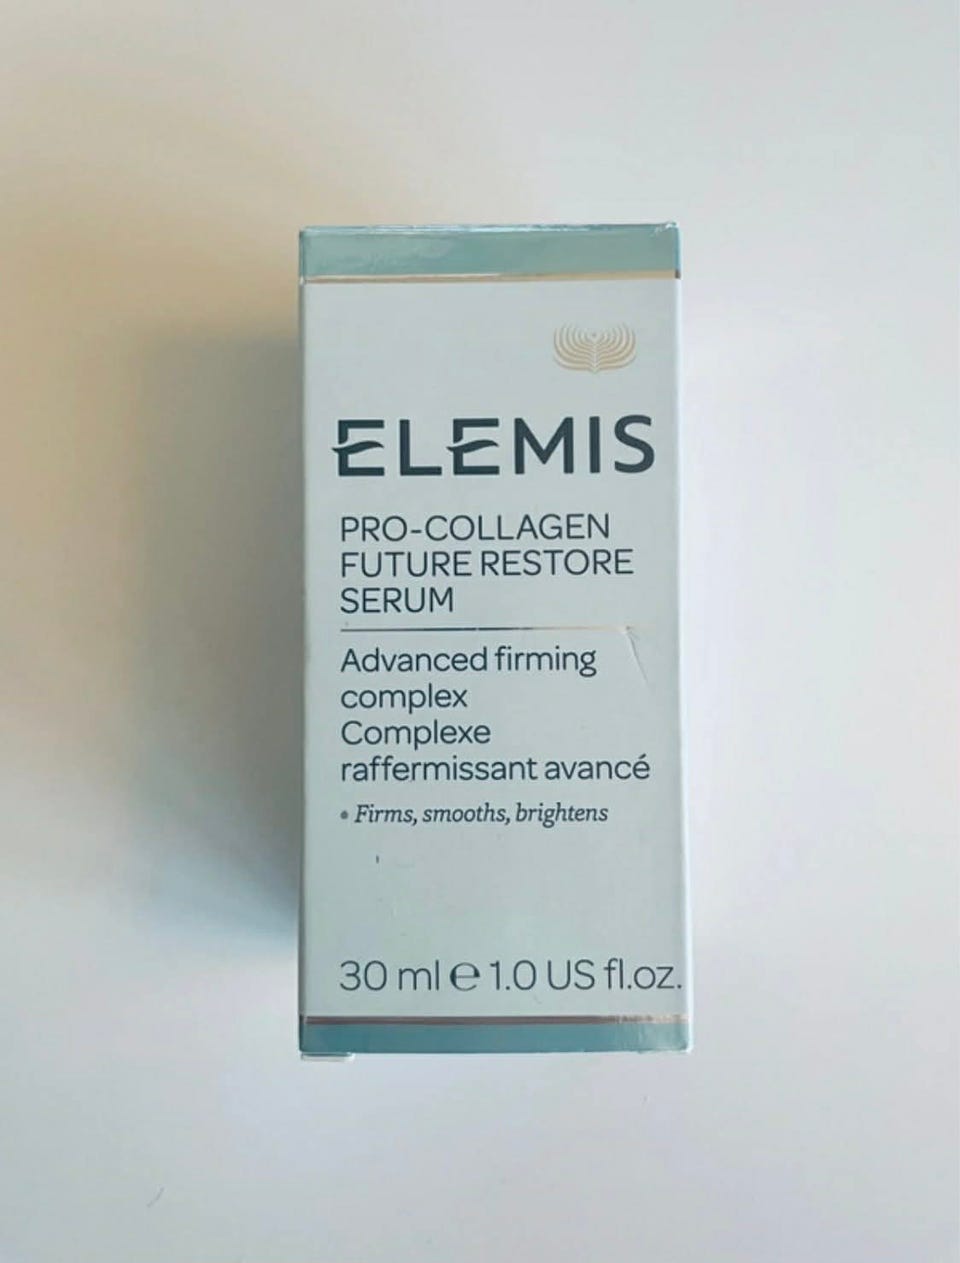 ELEMIS
PRO-COLLAGEN
FUTURE RESTORE
SERUM
Advanced firming
complex
Complexe
raffermissant avancé
• Firms, smooths, brightens
30 ml ℮ 1.0 US fl.oz.